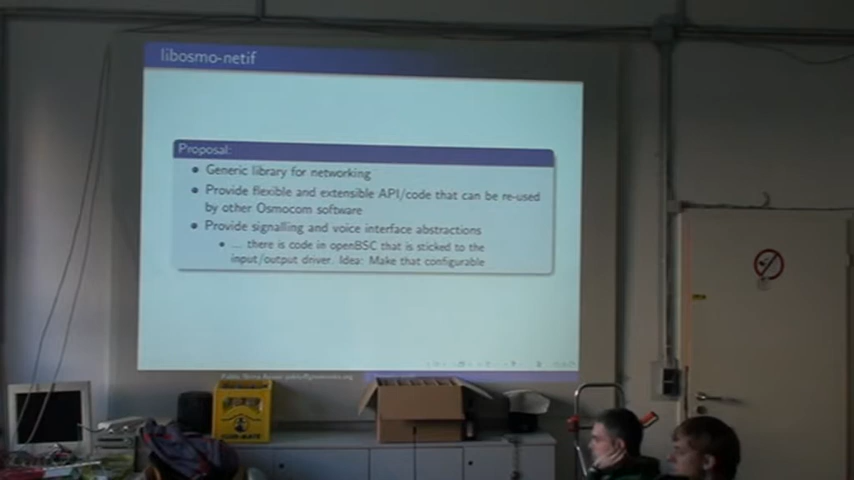 libosmo-netif
Proposal:
Generic library for networking
Provide flexible and extensible API/code that can be re-used
by other Osmocom software
Provide signalling and voice interface abstractions
... there is code in openBSC that is sticked to the
input/output driver. Idea: Make that configurable
CLUB-MATE